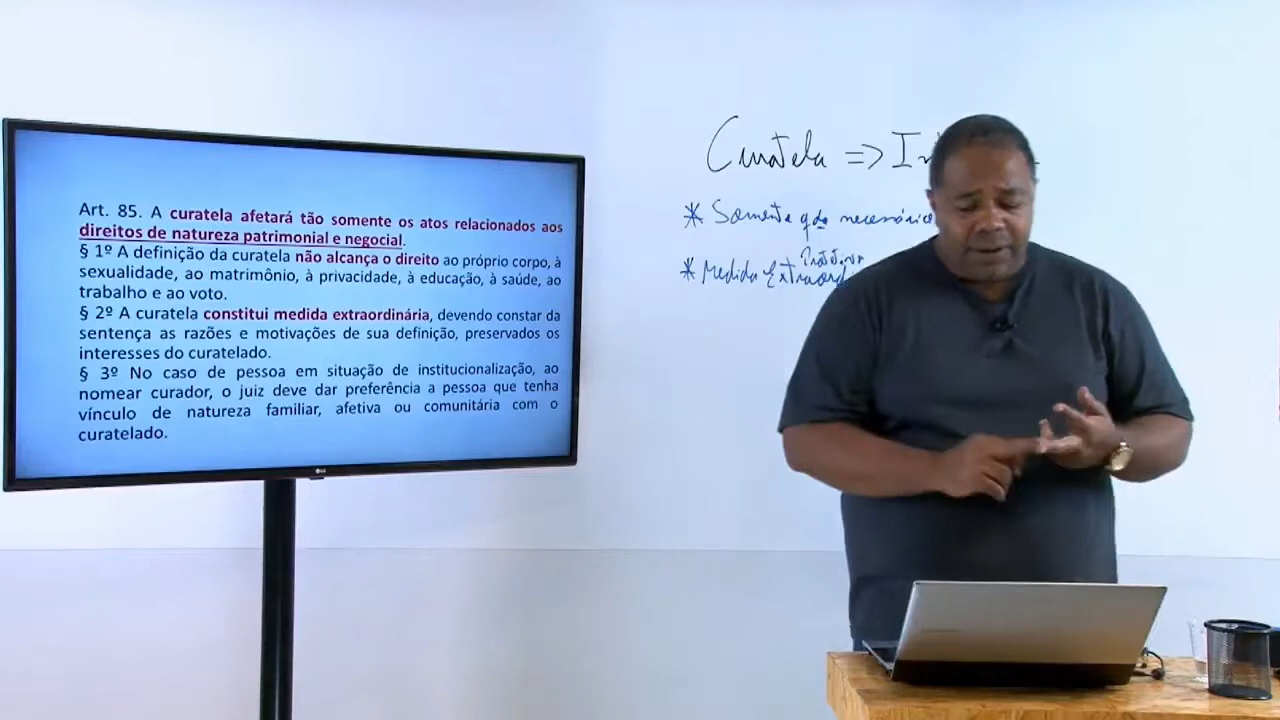 Art. 85. A curatela afetará tão somente os atos relacionados aos
direitos de natureza patrimonial e negocial.
§ 1º A definição da curatela não alcança o direito ao próprio corpo, à
sexualidade, ao matrimônio, à privacidade, à educação, à saúde, ao
trabalho e ao voto.
§ 2º A curatela constitui medida extraordinária, devendo constar da
sentença as razões e motivações de sua definição, preservados os
interesses do curatelado.
§ 3º No caso de pessoa em situação de institucionalização, ao
nomear curador, o juiz deve dar preferência a pessoa que tenha
vínculo de natureza familiar, afetiva ou comunitária com o
curatelado.
LG
Curatela =>
* Somente qdo necessário
* Medida